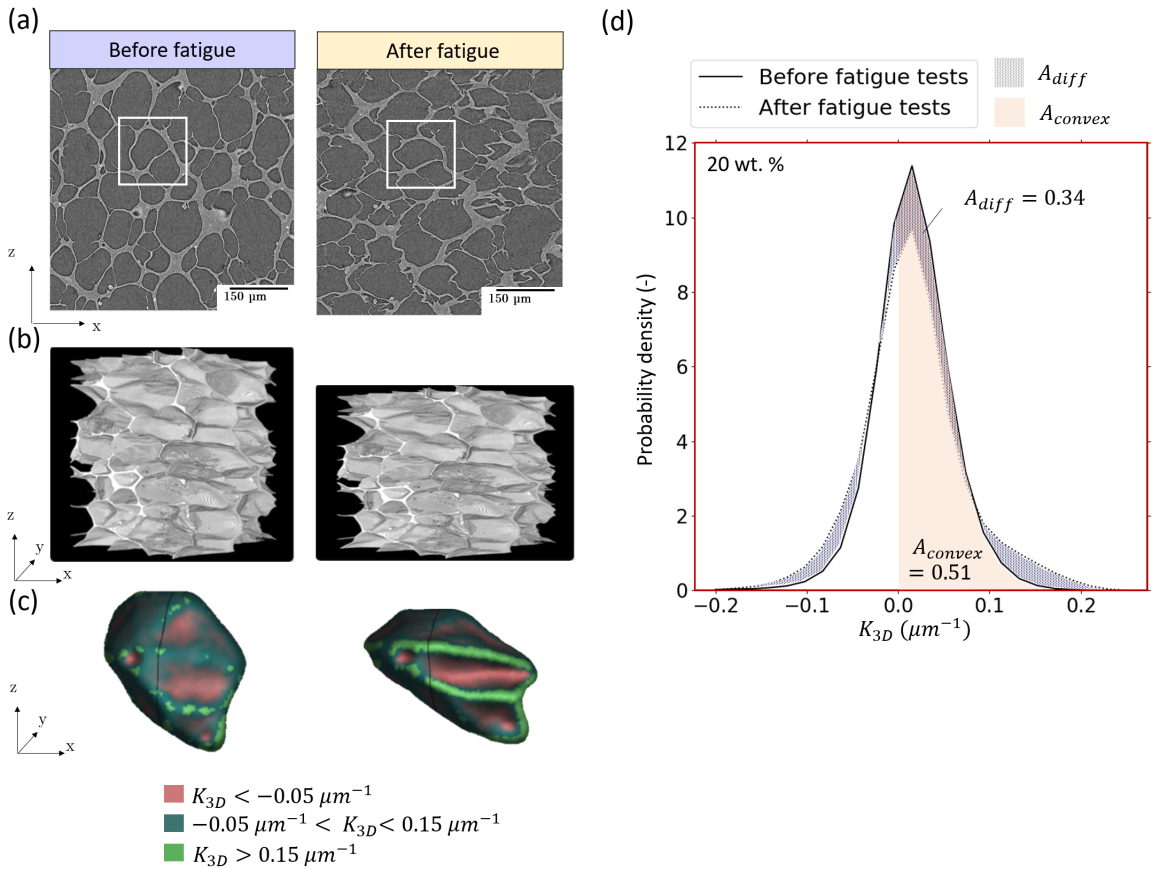 (a)
Before fatigue
After fatigue
150 µm
150 µm
z
x
(b)
z
y
x
(c)
z
y
x
K3D < −0.05 μm⁻¹
−0.05 μm⁻¹ < K3D < 0.15 μm⁻¹
K3D > 0.15 μm⁻¹
(d)
Before fatigue tests
After fatigue tests
Adiff
Aconvex
20 wt. %
Adiff = 0.34
Aconvex
= 0.51
Probability density (-)
12
10
8
6
4
2
0
−0.2
−0.1
0.0
0.1
0.2
K3D (μm⁻¹)